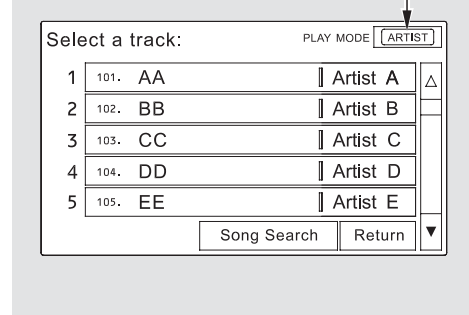 Select a track: PLAY MODE ARTIST
1 101. AA Artist A
2 102. BB Artist B
3 103. CC Artist C
4 104. DD Artist D
5 105. EE Artist E
Song Search Return